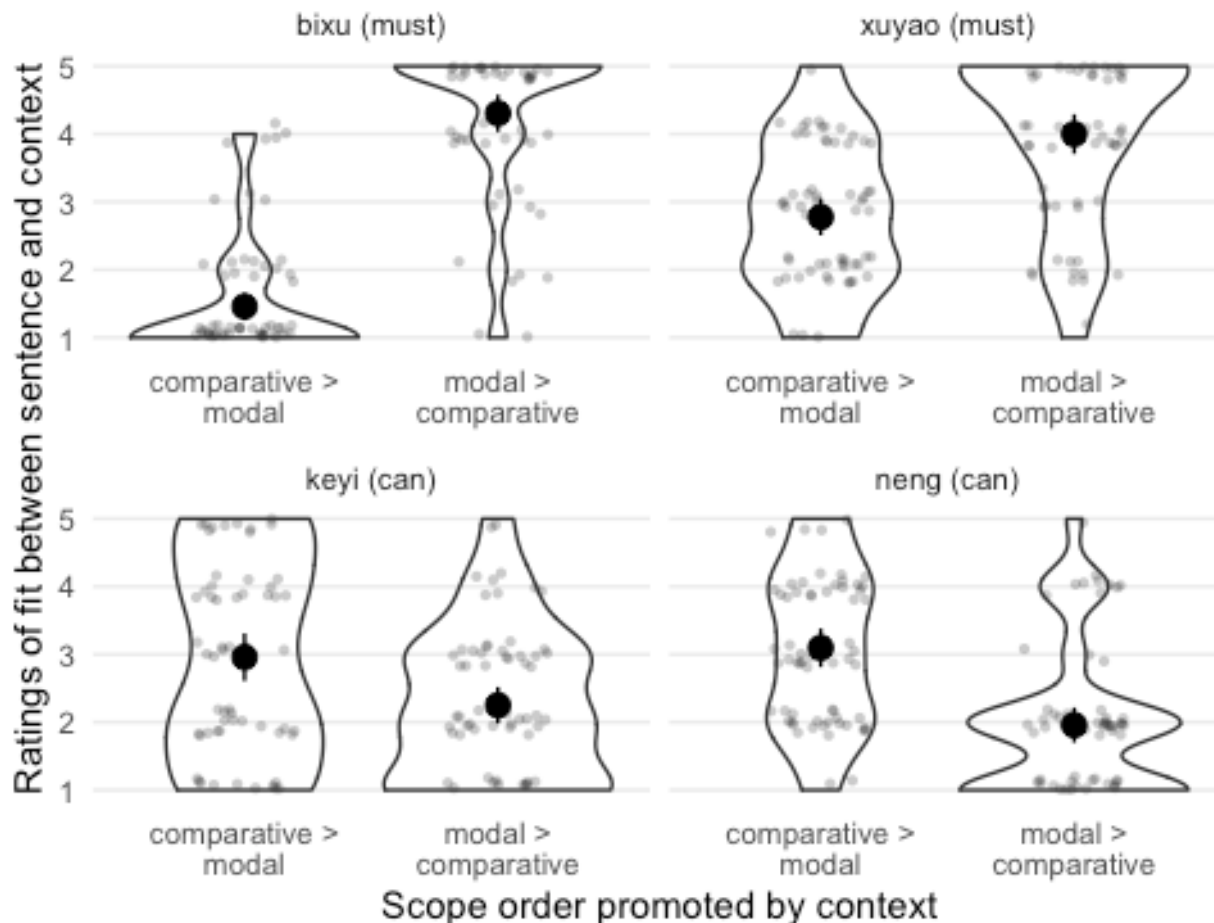 bixu (must)
xuyao (must)
Ratings of fit between sentence and context
5
4
3
2
1
comparative >
modal
modal >
comparative
comparative >
modal
modal >
comparative
keyi (can)
neng (can)
5
4
3
2
1
comparative >
modal
modal >
comparative
comparative >
modal
modal >
comparative
Scope order promoted by context